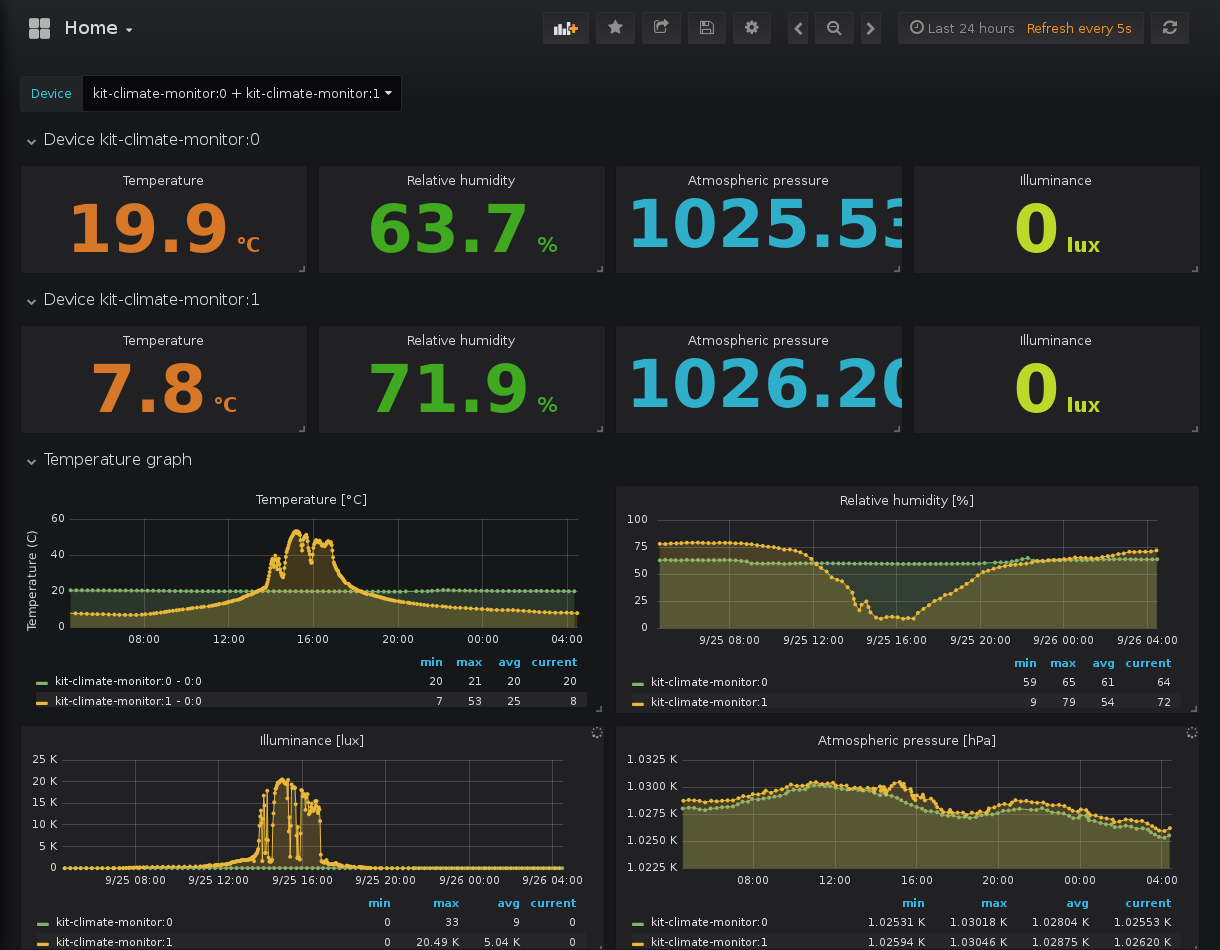 Home
Last 24 hours Refresh every 5s
Device kit-climate-monitor:0 + kit-climate-monitor:1
Device kit-climate-monitor:0
Temperature Relative humidity Atmospheric pressure Illuminance
19.9 °C 63.7 % 1025.53 0 lux
Device kit-climate-monitor:1
Temperature Relative humidity Atmospheric pressure Illuminance
7.8 °C 71.9 % 1026.20 0 lux
Temperature graph
Temperature [°C]
Temperature (C)
60
40
20
0
08:00 12:00 16:00 20:00 00:00 04:00
min max avg current
kit-climate-monitor:0 - 0:0 20 21 20 20
kit-climate-monitor:1 - 0:0 7 53 25 8
Relative humidity [%]
100
75
50
25
0
9/25 08:00 9/25 12:00 9/25 16:00 9/25 20:00 9/26 00:00 9/26 04:00
min max avg current
kit-climate-monitor:0 59 65 61 64
kit-climate-monitor:1 9 79 54 72
Illuminance [lux]
25 K
20 K
15 K
10 K
5 K
0
9/25 08:00 9/25 12:00 9/25 16:00 9/25 20:00 9/26 00:00 9/26 04:00
min max avg current
kit-climate-monitor:0 0 33 9 0
kit-climate-monitor:1 0 20.49 K 5.04 K 0
Atmospheric pressure [hPa]
1.0325 K
1.0300 K
1.0275 K
1.0250 K
1.0225 K
08:00 12:00 16:00 20:00 00:00 04:00
min max avg current
kit-climate-monitor:0 1.02531 K 1.03018 K 1.02804 K 1.02553 K
kit-climate-monitor:1 1.02594 K 1.03046 K 1.02875 K 1.02620 K